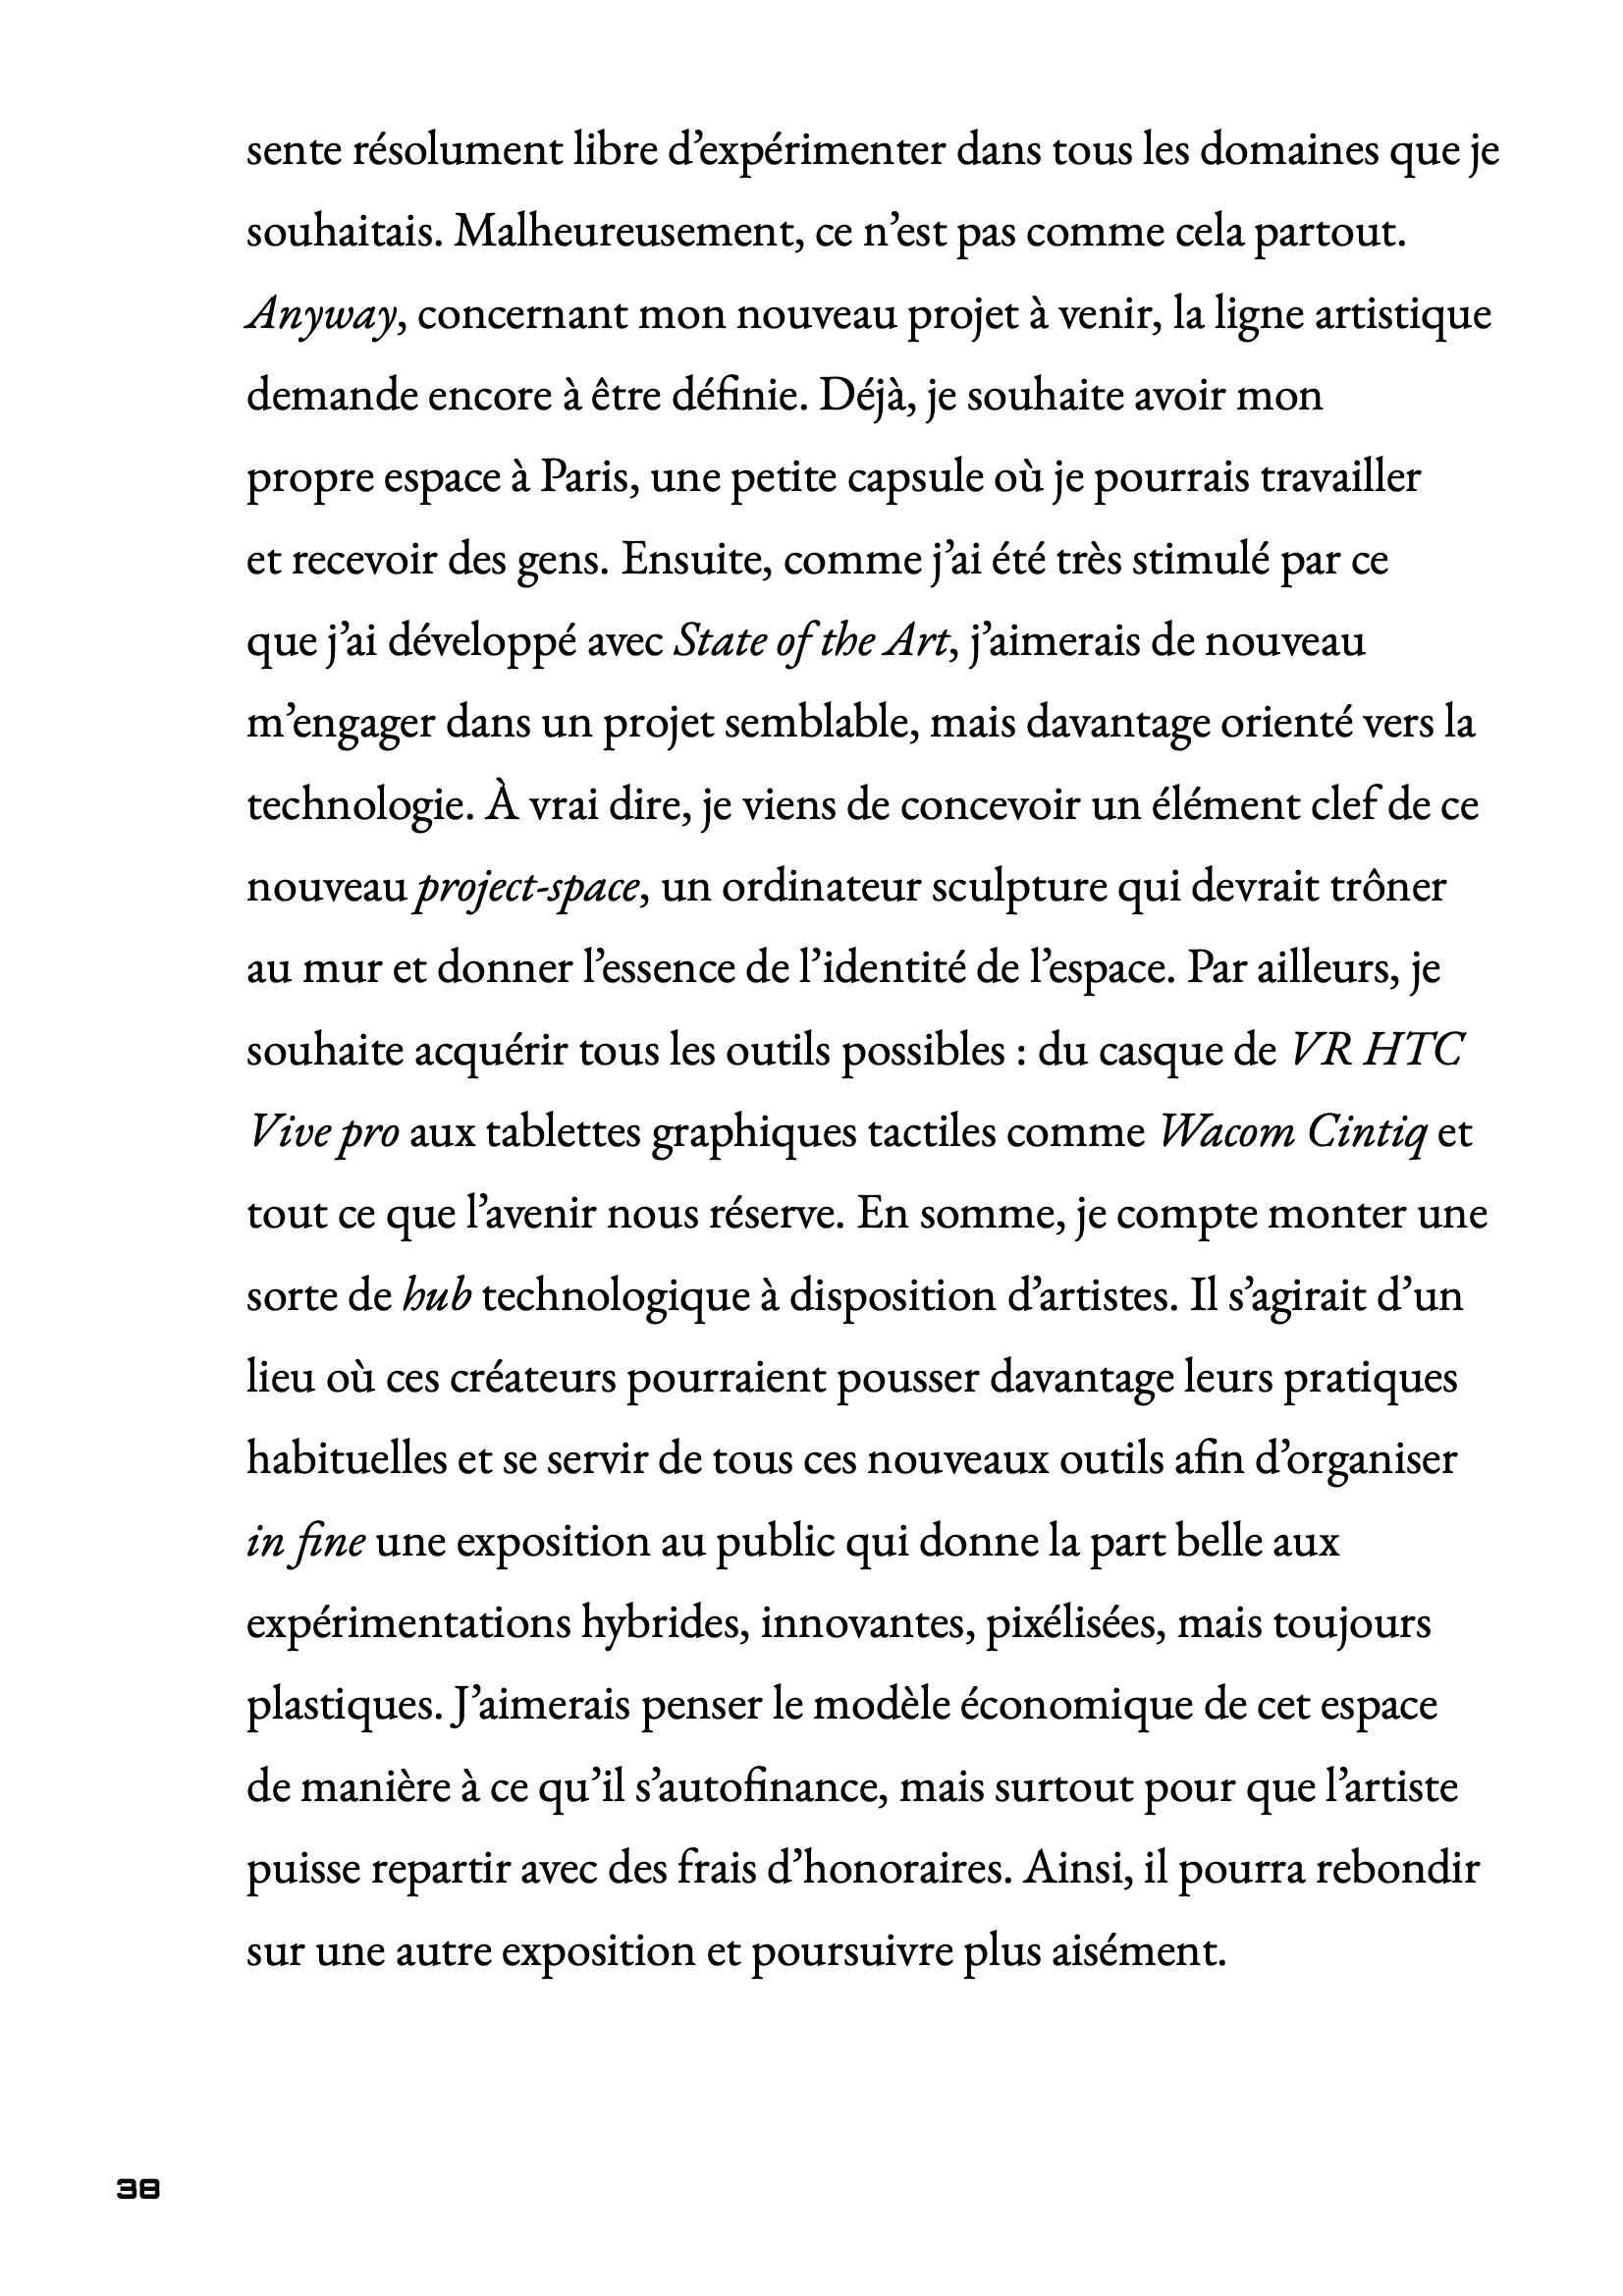 sente résolument libre d’expérimenter dans tous les domaines que je
souhaitais. Malheureusement, ce n’est pas comme cela partout.
Anyway, concernant mon nouveau projet à venir, la ligne artistique
demande encore à être définie. Déjà, je souhaite avoir mon
propre espace à Paris, une petite capsule où je pourrais travailler
et recevoir des gens. Ensuite, comme j’ai été très stimulé par ce
que j’ai développé avec State of the Art, j’aimerais de nouveau
m’engager dans un projet semblable, mais davantage orienté vers la
technologie. À vrai dire, je viens de concevoir un élément clef de ce
nouveau project-space, un ordinateur sculpture qui devrait trôner
au mur et donner l’essence de l’identité de l’espace. Par ailleurs, je
souhaite acquérir tous les outils possibles : du casque de VR HTC
Vive pro aux tablettes graphiques tactiles comme Wacom Cintiq et
tout ce que l’avenir nous réserve. En somme, je compte monter une
sorte de hub technologique à disposition d’artistes. Il s’agirait d’un
lieu où ces créateurs pourraient pousser davantage leurs pratiques
habituelles et se servir de tous ces nouveaux outils afin d’organiser
in fine une exposition au public qui donne la part belle aux
expérimentations hybrides, innovantes, pixélisées, mais toujours
plastiques. J’aimerais penser le modèle économique de cet espace
de manière à ce qu’il s’autofinance, mais surtout pour que l’artiste
puisse repartir avec des frais d’honoraires. Ainsi, il pourra rebondir
sur une autre exposition et poursuivre plus aisément.
38